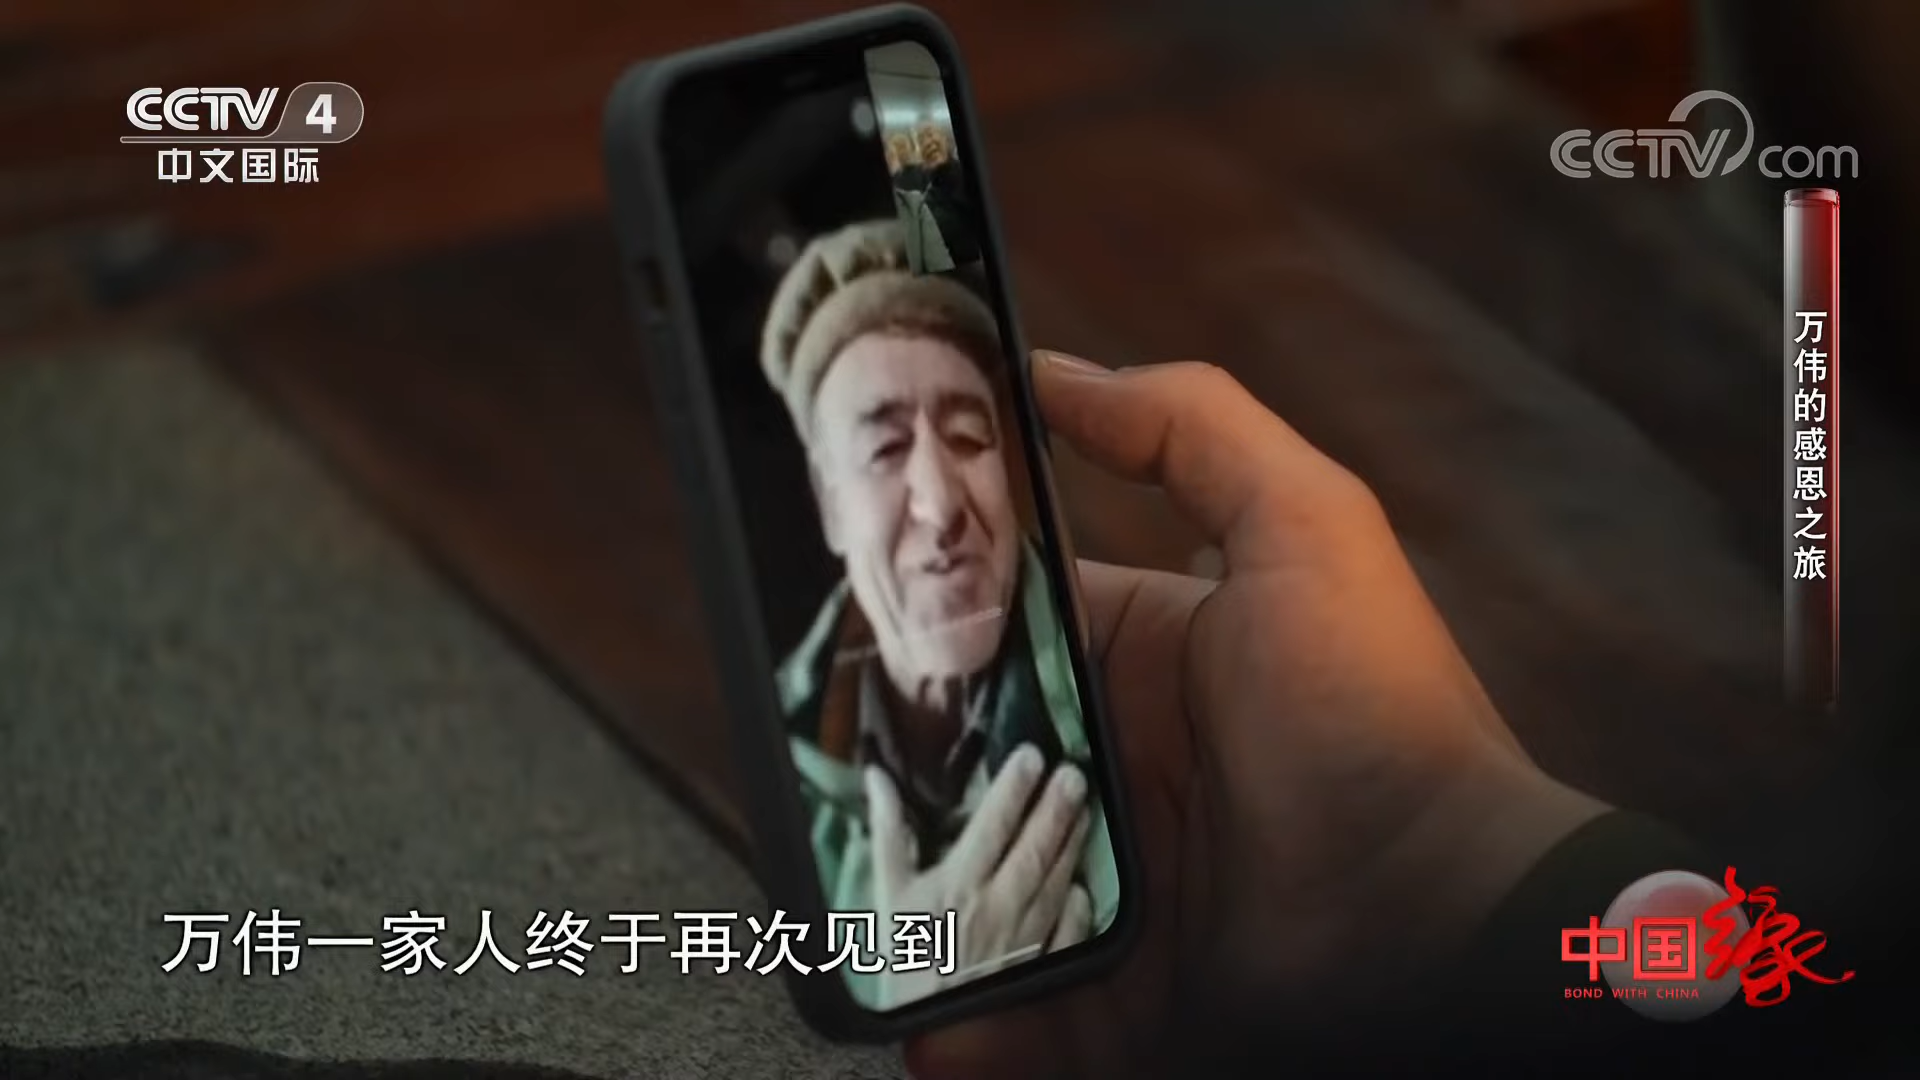 CCTV 4
中文国际
CCTV.com
万伟的感恩之旅
万伟一家人终于再次见到
中国缘
BOND WITH CHINA